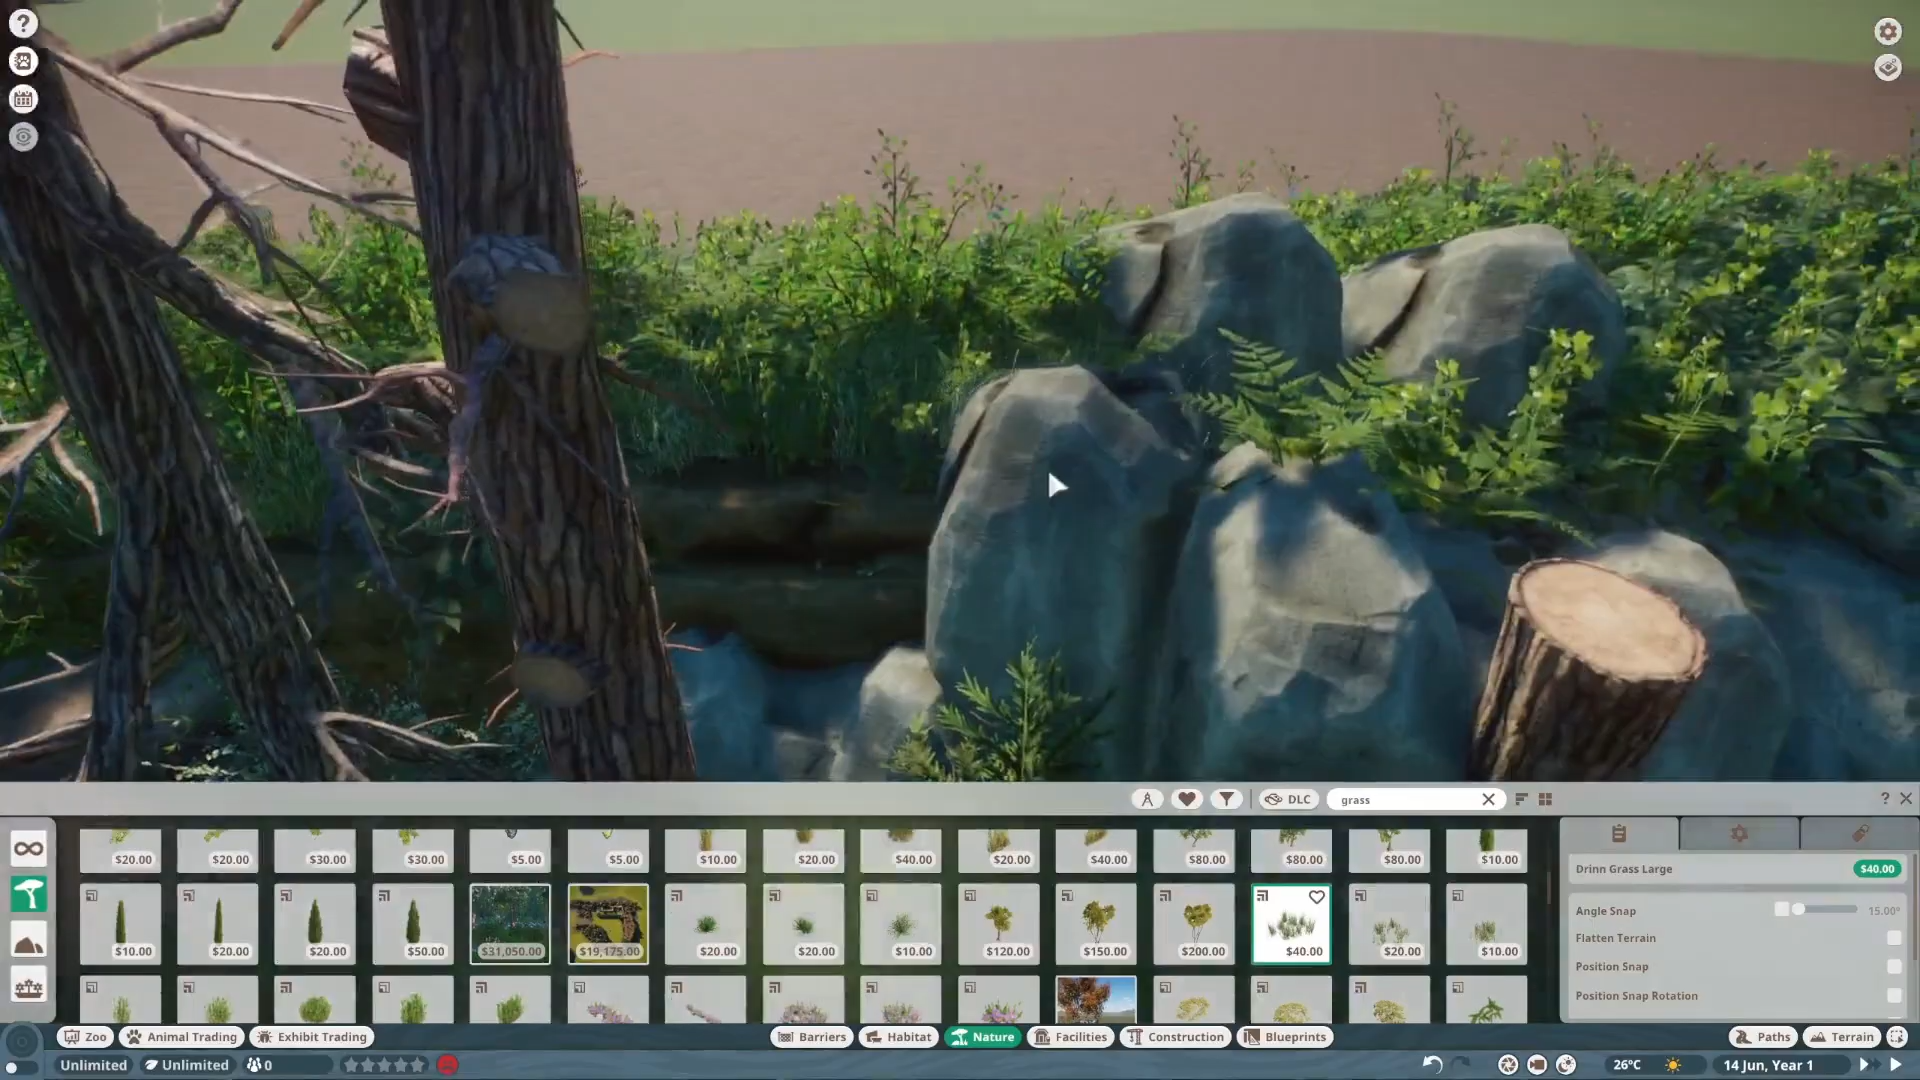 DLC
grass
?
$20.00 $20.00 $30.00 $30.00 $5.00 $5.00 $10.00 $20.00 $40.00 $20.00 $40.00 $80.00 $80.00 $80.00 $10.00
$10.00 $20.00 $20.00 $50.00 $31,050.00 $19,175.00 $20.00 $20.00 $10.00 $120.00 $150.00 $200.00 $40.00 $20.00 $10.00
Drinn Grass Large $40.00
Angle Snap 15.00°
Flatten Terrain
Position Snap
Position Snap Rotation
Zoo Animal Trading Exhibit Trading Barriers Habitat Nature Facilities Construction Blueprints Paths Terrain
Unlimited Unlimited 0 26°C 14 Jun, Year 1